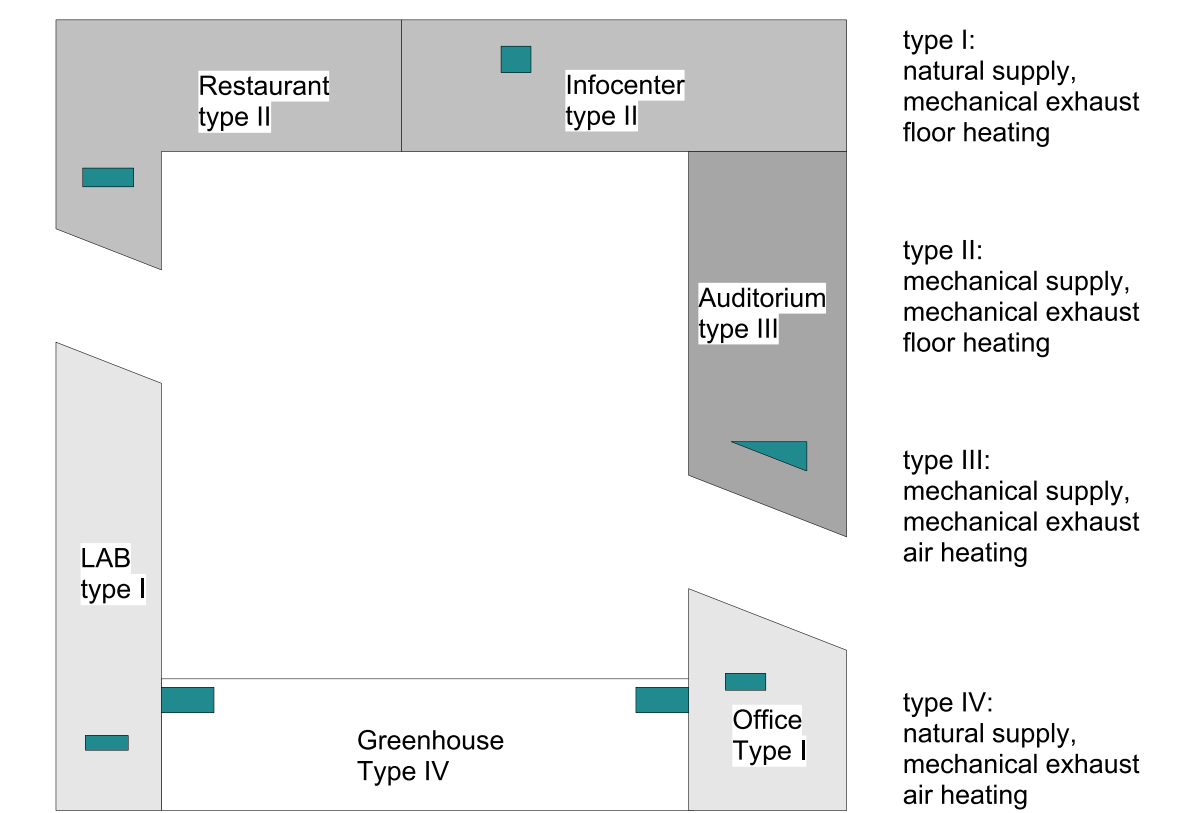 Restaurant
type II
Infocenter
type II
Auditorium
type III
LAB
type I
Greenhouse
Type IV
Office
Type I
type I:
natural supply,
mechanical exhaust
floor heating
type II:
mechanical supply,
mechanical exhaust
floor heating
type III:
mechanical supply,
mechanical exhaust
air heating
type IV:
natural supply,
mechanical exhaust
air heating